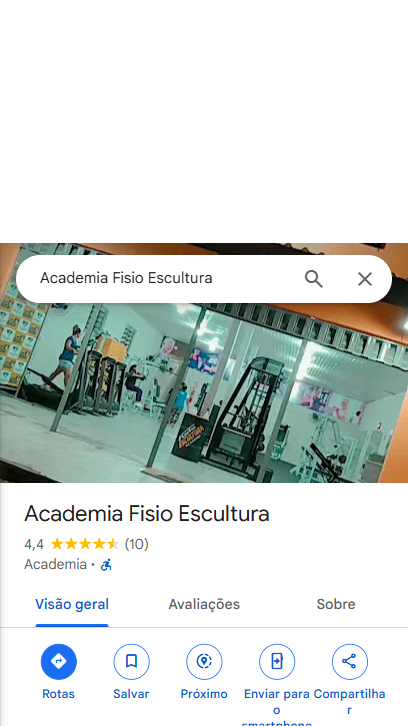 Academia Fisio Escultura
Academia Fisio Escultura
4,4 (10)
Academia ·
Visão geral Avaliações Sobre
Rotas Salvar Próximo Enviar para o smartphone Compartilhar